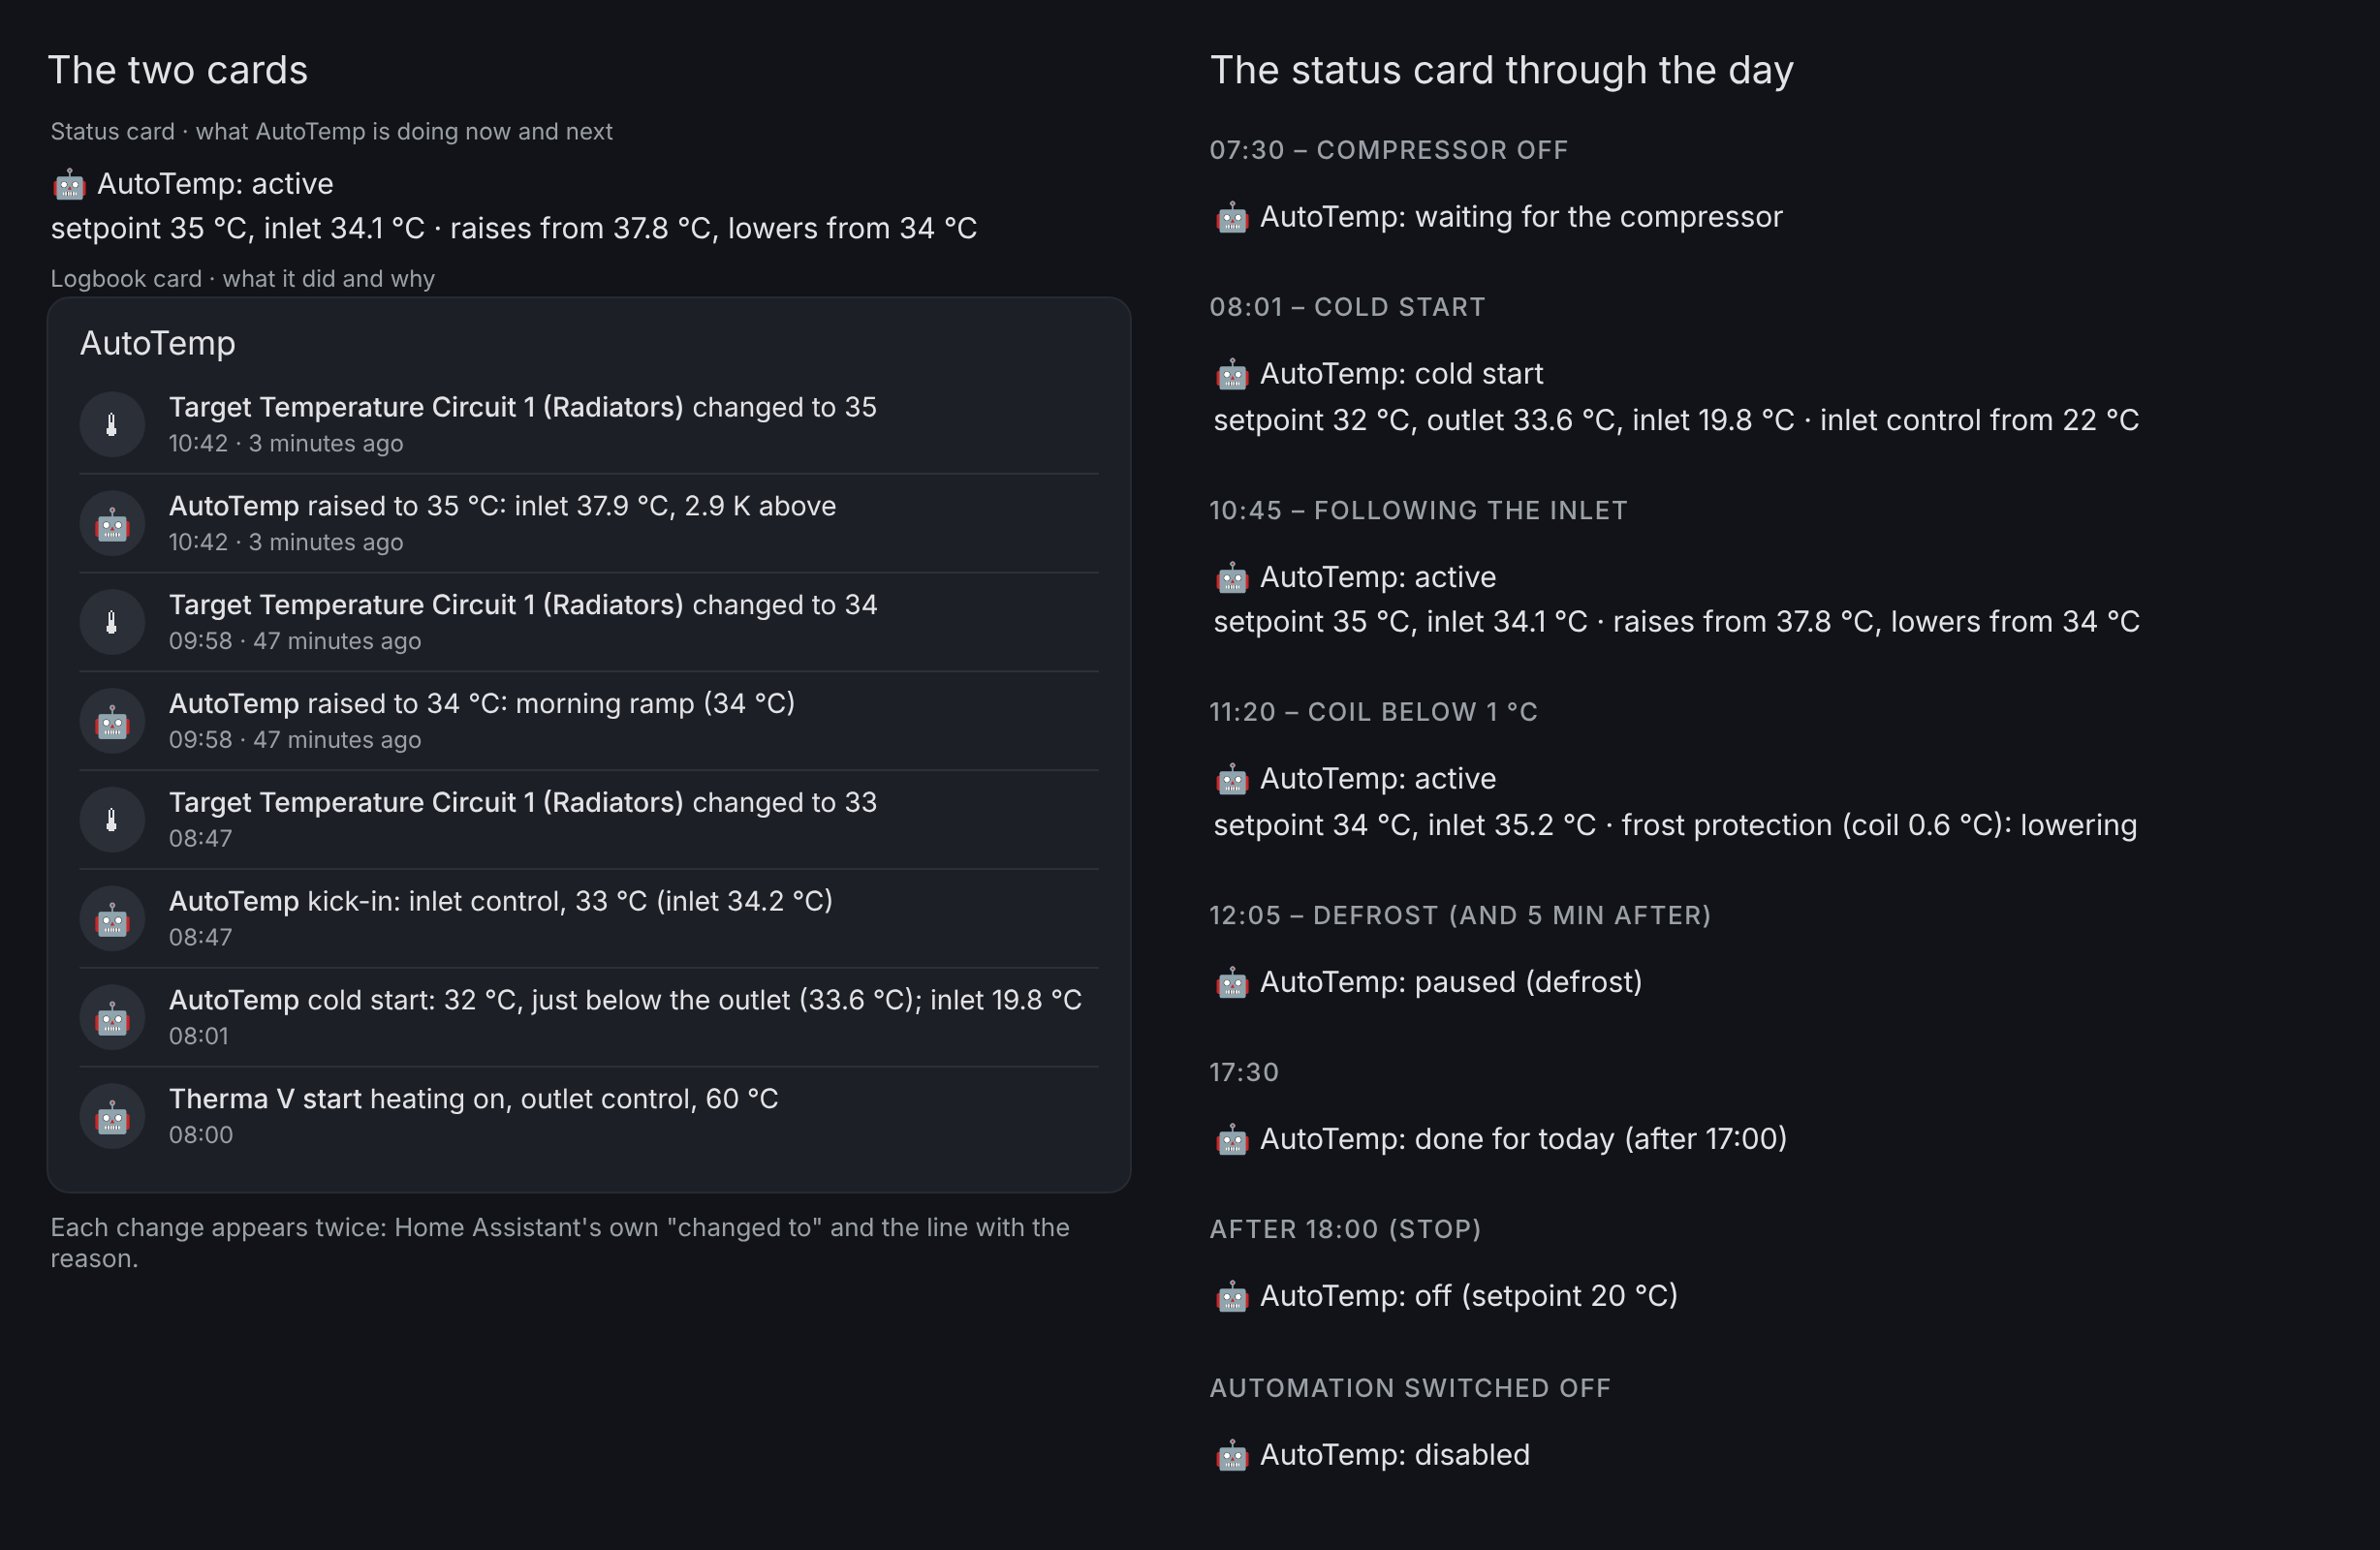 The two cards
Status card · what AutoTemp is doing now and next
🤖 AutoTemp: active
setpoint 35 °C, inlet 34.1 °C · raises from 37.8 °C, lowers from 34 °C
Logbook card · what it did and why
AutoTemp
Target Temperature Circuit 1 (Radiators) changed to 35
10:42 · 3 minutes ago
AutoTemp raised to 35 °C: inlet 37.9 °C, 2.9 K above
10:42 · 3 minutes ago
Target Temperature Circuit 1 (Radiators) changed to 34
09:58 · 47 minutes ago
AutoTemp raised to 34 °C: morning ramp (34 °C)
09:58 · 47 minutes ago
Target Temperature Circuit 1 (Radiators) changed to 33
08:47
AutoTemp kick-in: inlet control, 33 °C (inlet 34.2 °C)
08:47
AutoTemp cold start: 32 °C, just below the outlet (33.6 °C); inlet 19.8 °C
08:01
Therma V start heating on, outlet control, 60 °C
08:00
Each change appears twice: Home Assistant's own "changed to" and the line with the
reason.
The status card through the day
07:30 – COMPRESSOR OFF
🤖 AutoTemp: waiting for the compressor
08:01 – COLD START
🤖 AutoTemp: cold start
setpoint 32 °C, outlet 33.6 °C, inlet 19.8 °C · inlet control from 22 °C
10:45 – FOLLOWING THE INLET
🤖 AutoTemp: active
setpoint 35 °C, inlet 34.1 °C · raises from 37.8 °C, lowers from 34 °C
11:20 – COIL BELOW 1 °C
🤖 AutoTemp: active
setpoint 34 °C, inlet 35.2 °C · frost protection (coil 0.6 °C): lowering
12:05 – DEFROST (AND 5 MIN AFTER)
🤖 AutoTemp: paused (defrost)
17:30
🤖 AutoTemp: done for today (after 17:00)
AFTER 18:00 (STOP)
🤖 AutoTemp: off (setpoint 20 °C)
AUTOMATION SWITCHED OFF
🤖 AutoTemp: disabled